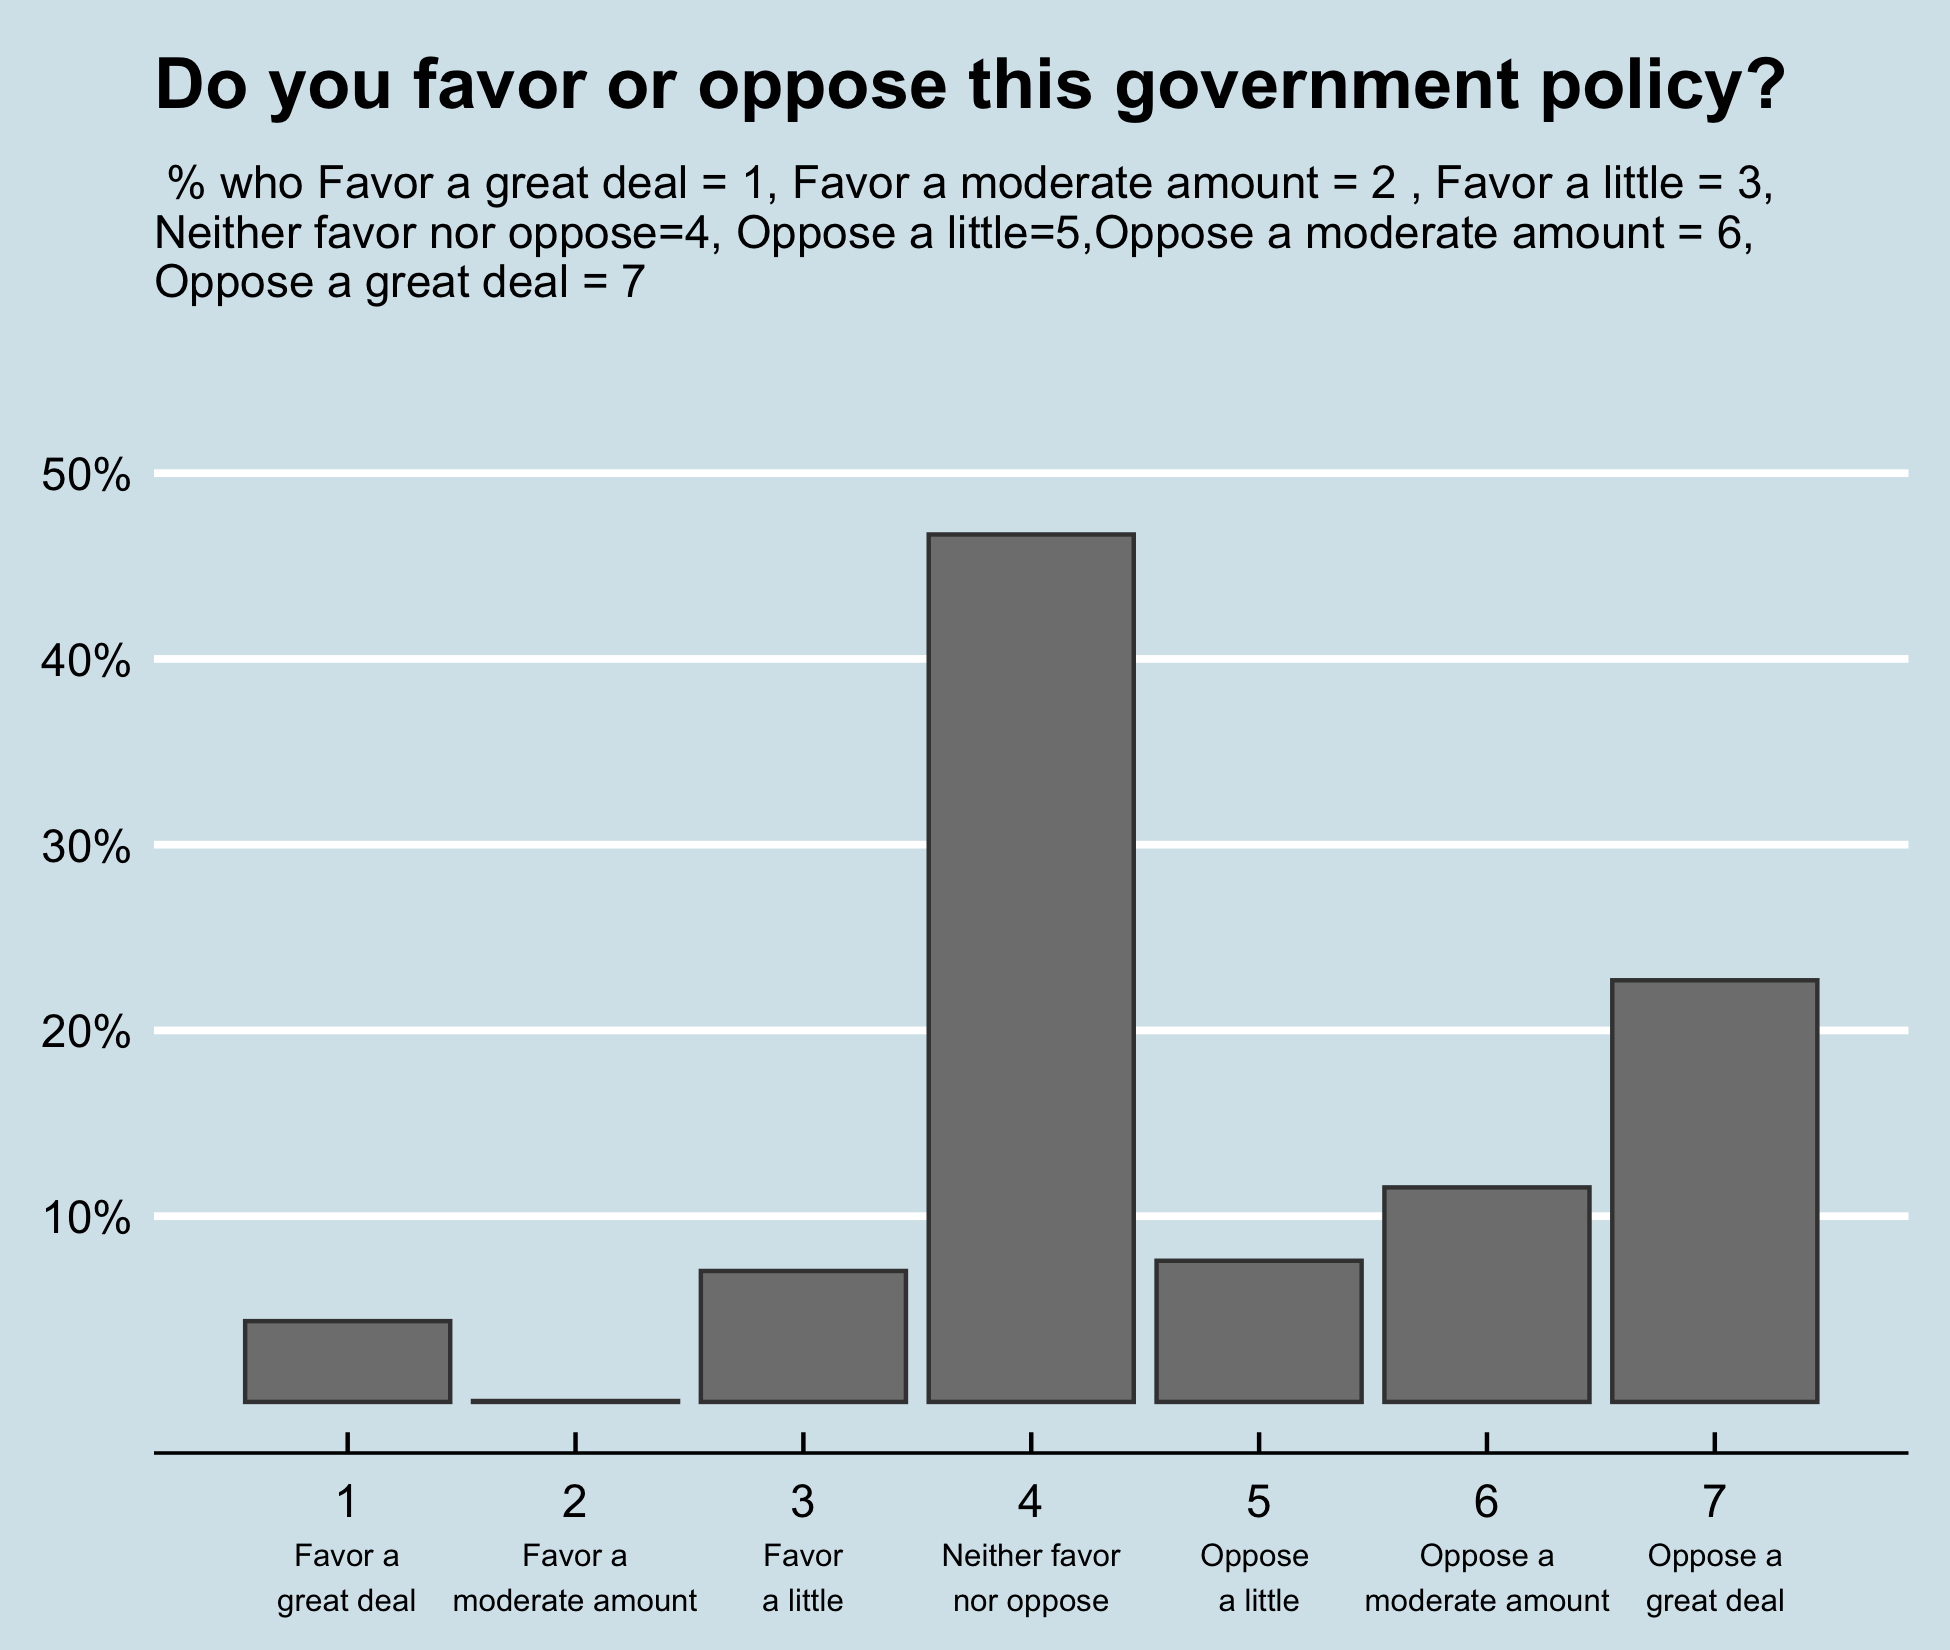 Do you favor or oppose this government policy?
% who Favor a great deal = 1, Favor a moderate amount = 2 , Favor a little = 3,
Neither favor nor oppose=4, Oppose a little=5,Oppose a moderate amount = 6,
Oppose a great deal = 7
50%
40%
30%
20%
10%
1 2 3 4 5 6 7
Favor a Favor a Favor Neither favor Oppose Oppose a Oppose a
great deal moderate amount a little nor oppose a little moderate amount great deal